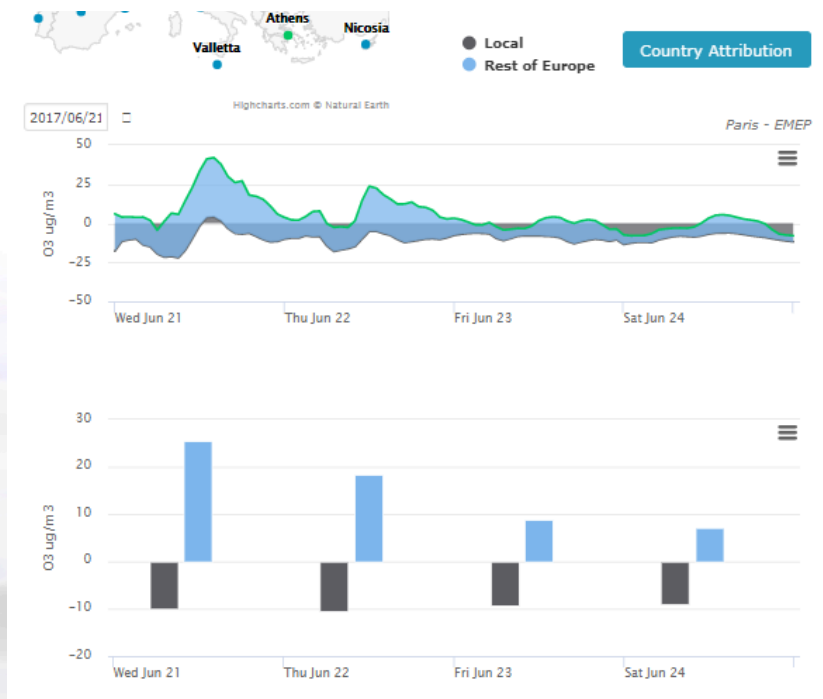 Athens
Nicosia
Valletta
Local
Rest of Europe
Country Attribution
Highcharts.com © Natural Earth
2017/06/21
Paris - EMEP
50
25
0
−25
−50
O3 ug/m3
Wed Jun 21
Thu Jun 22
Fri Jun 23
Sat Jun 24
30
20
10
0
−10
−20
O3 ug/m3
Wed Jun 21
Thu Jun 22
Fri Jun 23
Sat Jun 24